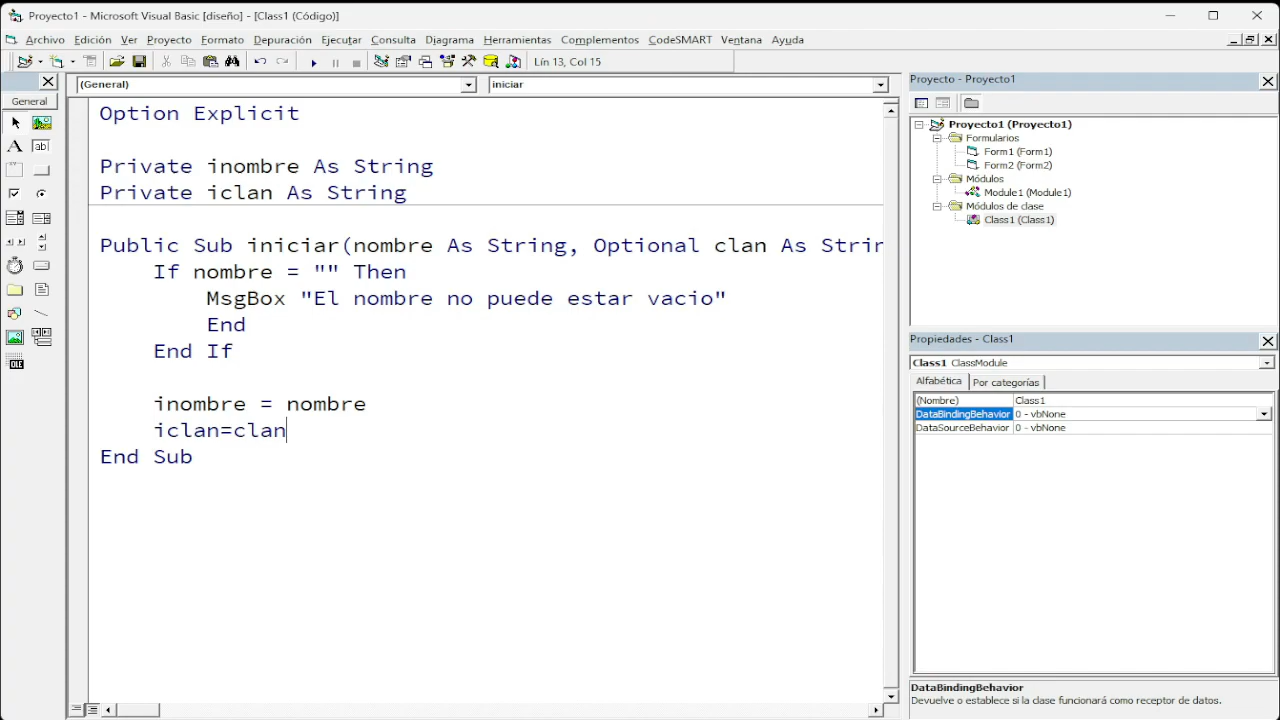 Proyecto1 - Microsoft Visual Basic [diseño] - [Class1 (Código)]
Archivo Edición Ver Proyecto Formato Depuración Ejecutar Consulta Diagrama Herramientas Complementos CodeSMART Ventana Ayuda
Lín 13, Col 15
General
(General)
iniciar
Option Explicit
Private inombre As String
Private iclan As String
Public Sub iniciar(nombre As String, Optional clan As Strin
If nombre = "" Then
MsgBox "El nombre no puede estar vacio"
End
End If
inombre = nombre
iclan=clan
End Sub
A
ab|
OLE
Proyecto - Proyecto1
Proyecto1 (Proyecto1)
Formularios
Form1 (Form1)
Form2 (Form2)
Módulos
Module1 (Module1)
Módulos de clase
Class1 (Class1)
Propiedades - Class1
Class1 ClassModule
Alfabética Por categorías
(Nombre) Class1
DataBindingBehavior 0 - vbNone
DataSourceBehavior 0 - vbNone
DataBindingBehavior
Devuelve o establece si la clase funcionará como receptor de datos.